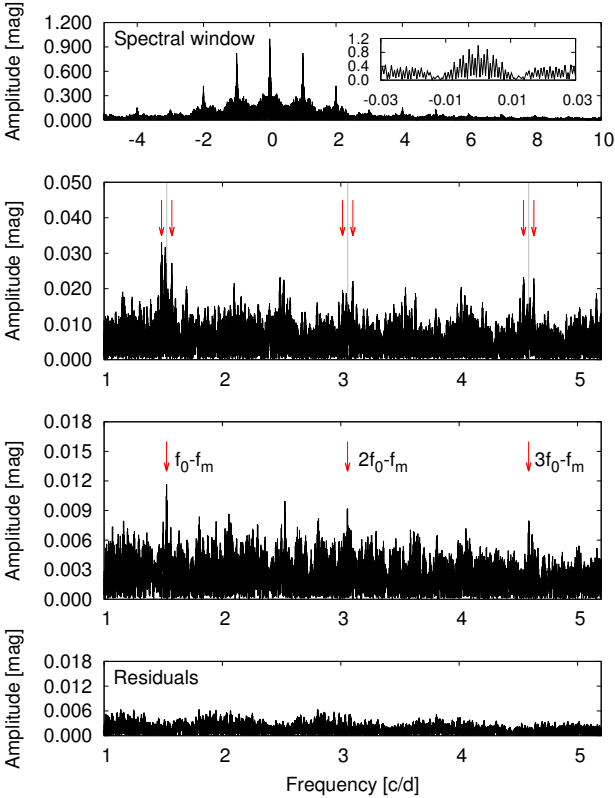 Amplitude [mag]
1.200
0.900
0.600
0.300
0.000
Spectral window
1.2
0.8
0.4
0.0
-0.03 -0.01 0.01 0.03
-4 -2 0 2 4 6 8 10
Amplitude [mag]
0.050
0.040
0.030
0.020
0.010
0.000
1 2 3 4 5
Amplitude [mag]
0.018
0.015
0.012
0.009
0.006
0.003
0.000
f0-fm 2f0-fm 3f0-fm
1 2 3 4 5
Amplitude [mag]
0.018
0.012
0.006
0.000
Residuals
1 2 3 4 5
Frequency [c/d]